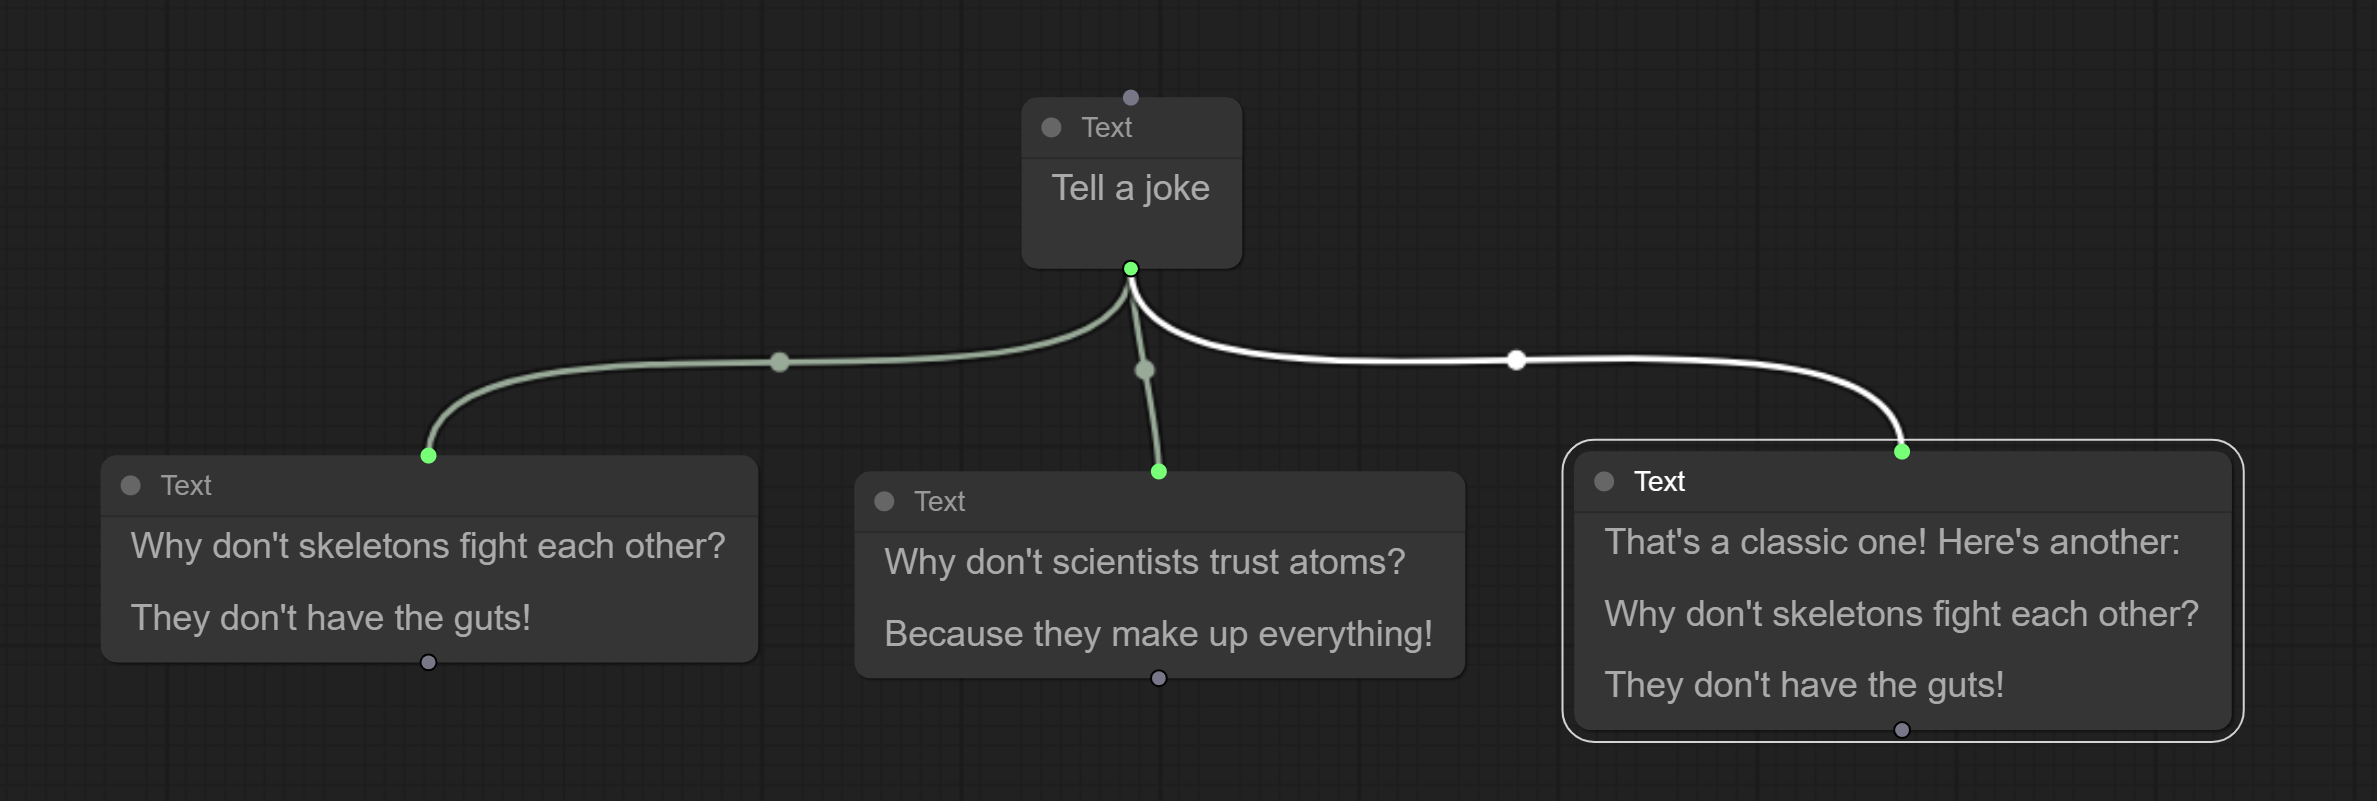 Text
Tell a joke
Text
Why don't skeletons fight each other?
They don't have the guts!
Text
Why don't scientists trust atoms?
Because they make up everything!
Text
That's a classic one! Here's another:
Why don't skeletons fight each other?
They don't have the guts!